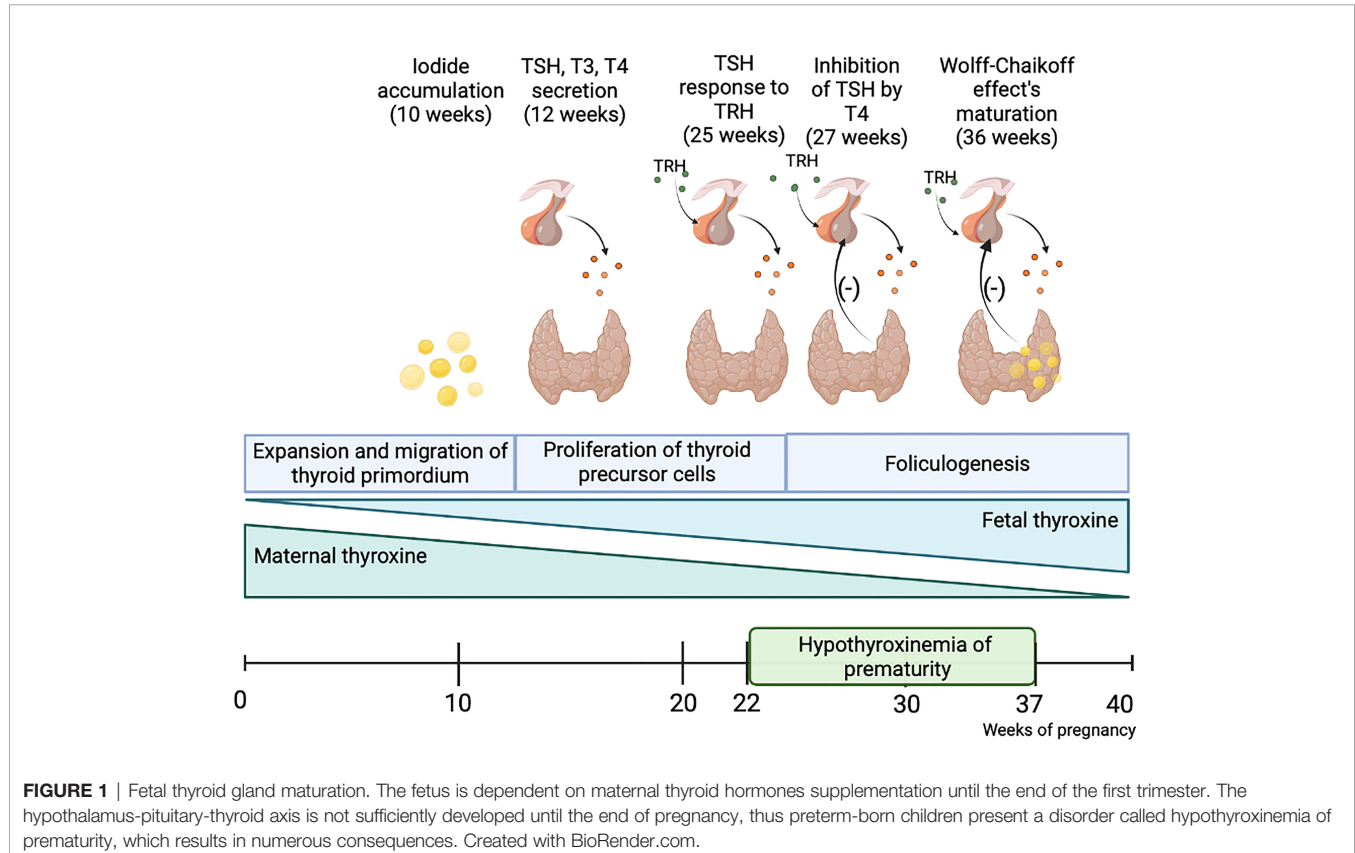 Iodide
accumulation
(10 weeks)
TSH, T3, T4
secretion
(12 weeks)
TSH
response to
TRH
(25 weeks)
Inhibition
of TSH by
T4
(27 weeks)
Wolff-Chaikoff
effect's
maturation
(36 weeks)
TRH
TRH
TRH
(-)
(-)
Expansion and migration of
thyroid primordium
Proliferation of thyroid
precursor cells
Foliculogenesis
Fetal thyroxine
Maternal thyroxine
Hypothyroxinemia of
prematurity
0
10
20
22
30
37
40
Weeks of pregnancy
FIGURE 1 | Fetal thyroid gland maturation. The fetus is dependent on maternal thyroid hormones supplementation until the end of the first trimester. The
hypothalamus-pituitary-thyroid axis is not sufficiently developed until the end of pregnancy, thus preterm-born children present a disorder called hypothyroxinemia of
prematurity, which results in numerous consequences. Created with BioRender.com.